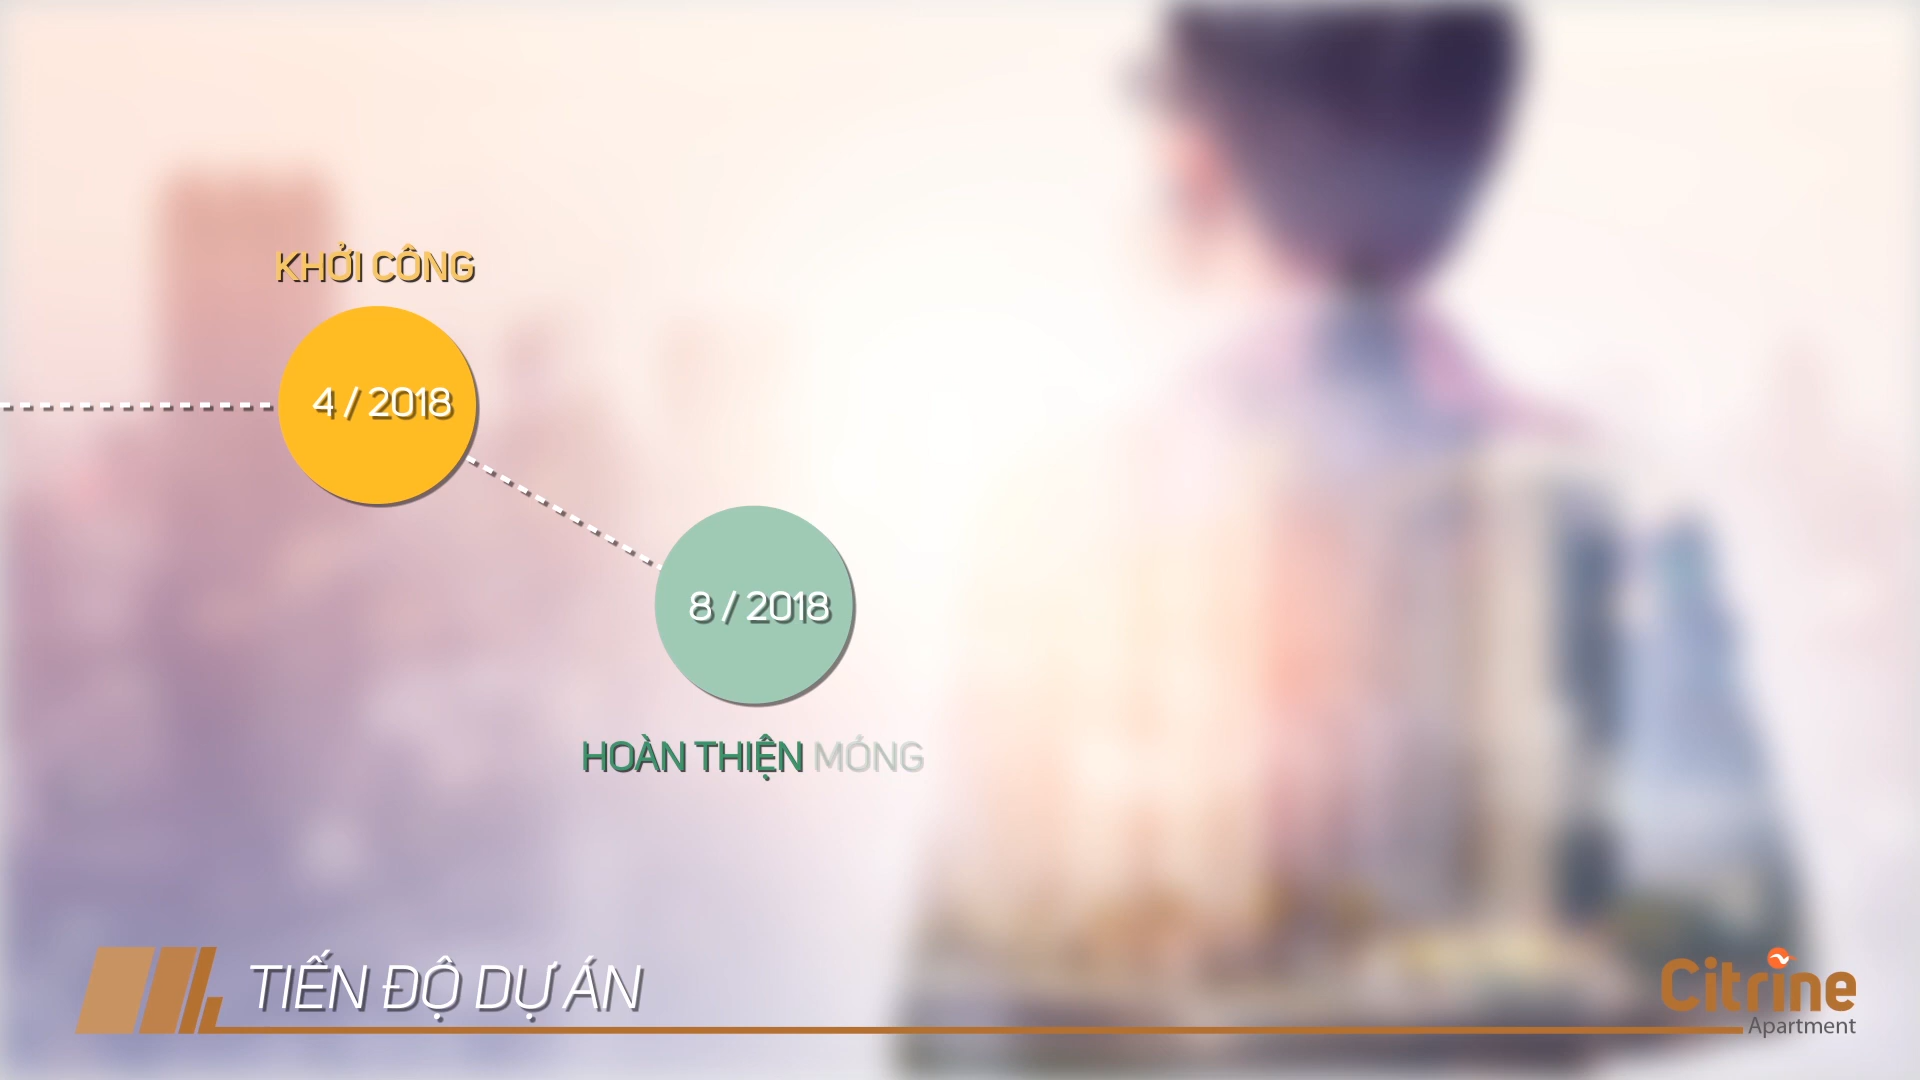 KHỞI CÔNG
4 / 2018
8 / 2018
HOÀN THIỆN MÓNG
TIẾN ĐỘ DỰ ÁN
Citrine
Apartment